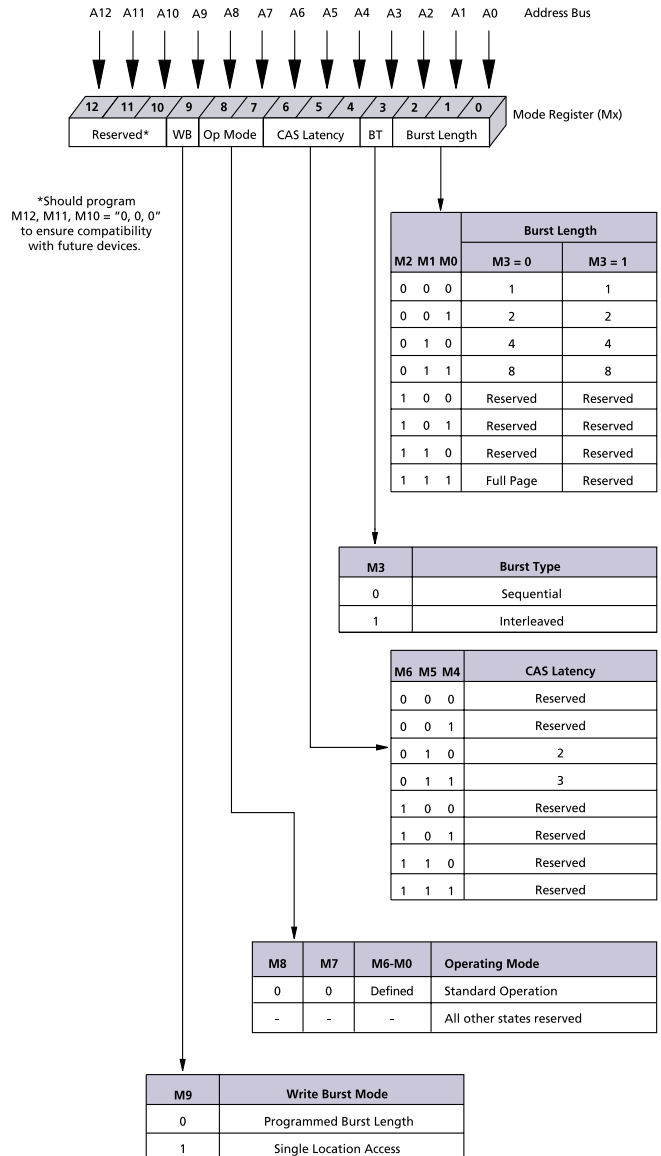 A12 A11 A10 A9 A8 A7 A6 A5 A4 A3 A2 A1 A0 Address Bus
12 11 10 9 8 7 6 5 4 3 2 1 0 Mode Register (Mx)
Reserved* WB Op Mode CAS Latency BT Burst Length
*Should program
M12, M11, M10 = "0, 0, 0"
to ensure compatibility
with future devices.
Burst Length
M2 M1 M0 M3 = 0 M3 = 1
0 0 0 1 1
0 0 1 2 2
0 1 0 4 4
0 1 1 8 8
1 0 0 Reserved Reserved
1 0 1 Reserved Reserved
1 1 0 Reserved Reserved
1 1 1 Full Page Reserved
M3 Burst Type
0 Sequential
1 Interleaved
M6 M5 M4 CAS Latency
0 0 0 Reserved
0 0 1 Reserved
0 1 0 2
0 1 1 3
1 0 0 Reserved
1 0 1 Reserved
1 1 0 Reserved
1 1 1 Reserved
M8 M7 M6-M0 Operating Mode
0 0 Defined Standard Operation
- - - All other states reserved
M9 Write Burst Mode
0 Programmed Burst Length
1 Single Location Access